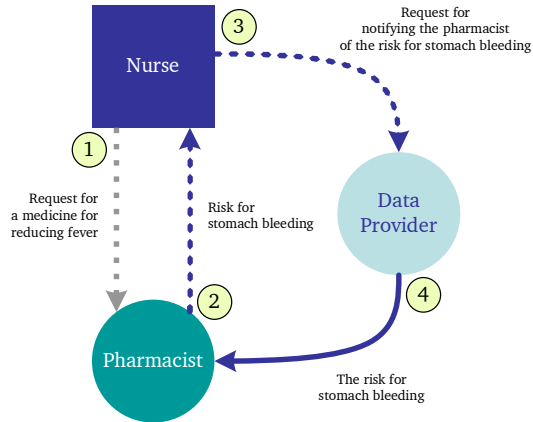 Request for
notifying the pharmacist
of the risk for stomach bleeding
3
Nurse
1
Request for
a medicine for
reducing fever
Risk for
stomach bleeding
Data
Provider
2
4
Pharmacist
The risk for
stomach bleeding